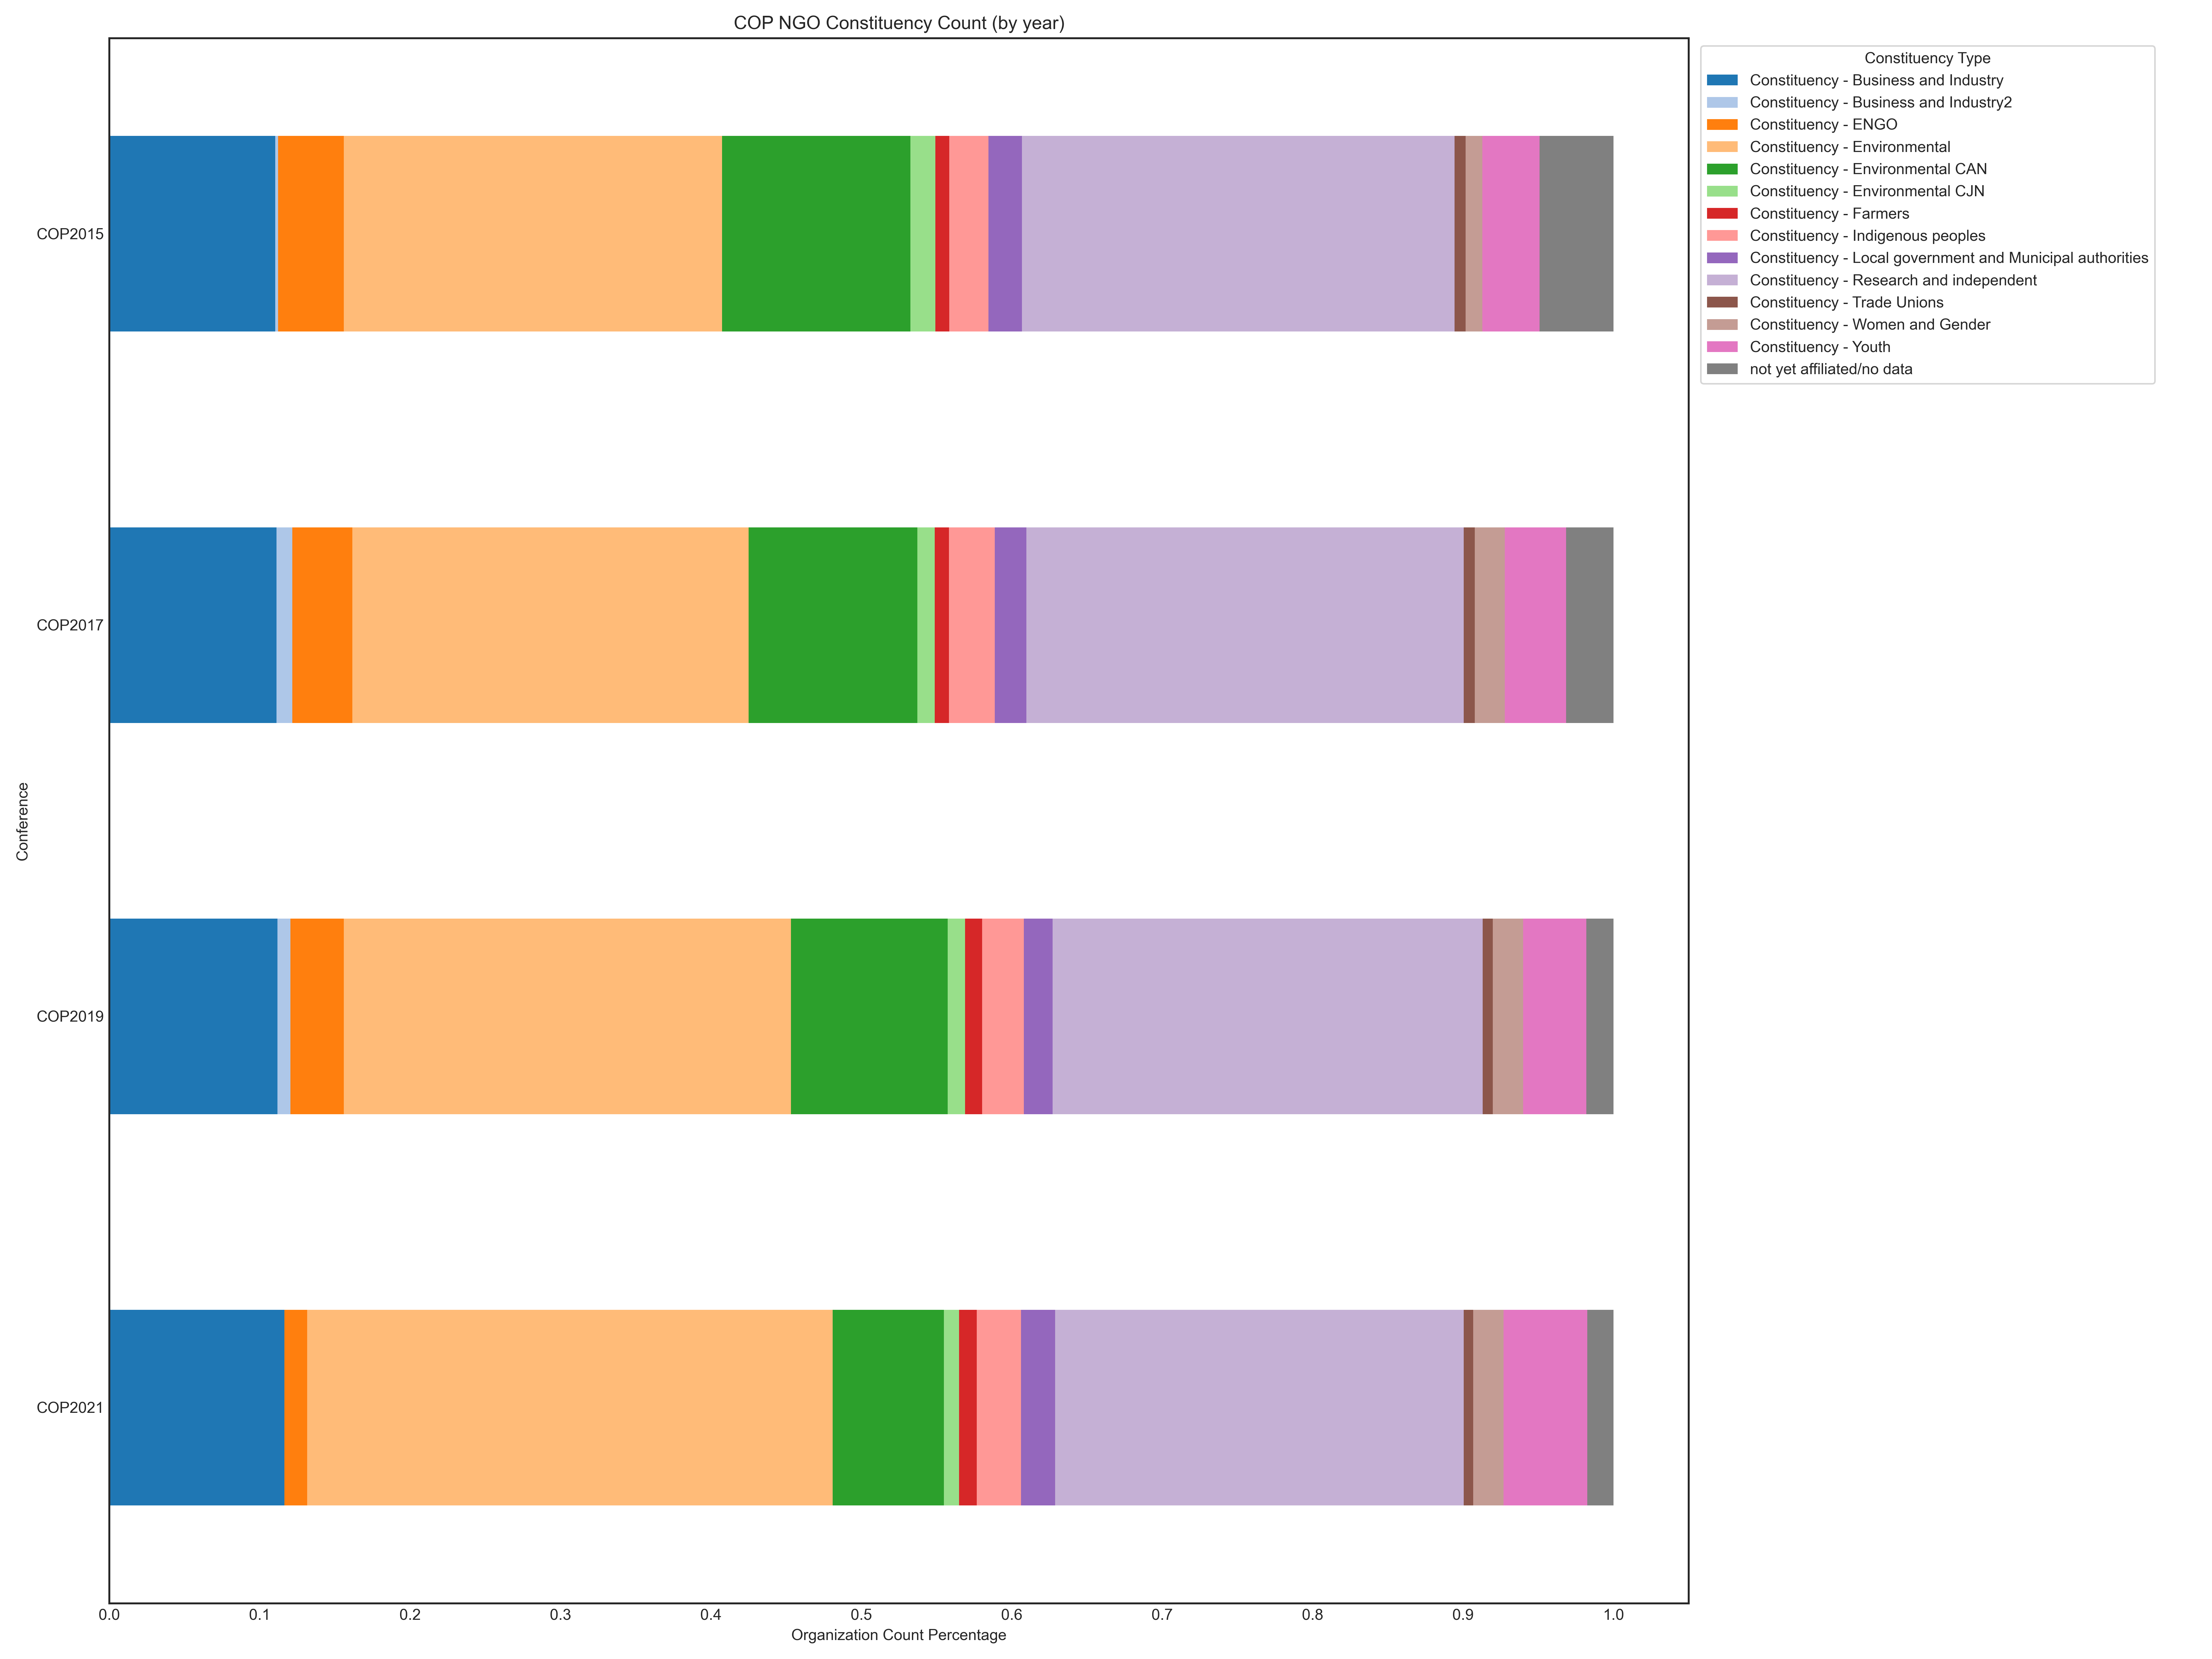 COP NGO Constituency Count (by year)
Constituency Type
Constituency - Business and Industry
Constituency - Business and Industry2
Constituency - ENGO
Constituency - Environmental
Constituency - Environmental CAN
Constituency - Environmental CJN
Constituency - Farmers
Constituency - Indigenous peoples
Constituency - Local government and Municipal authorities
Constituency - Research and independent
Constituency - Trade Unions
Constituency - Women and Gender
Constituency - Youth
not yet affiliated/no data
Conference
COP2015
COP2017
COP2019
COP2021
0.0 0.1 0.2 0.3 0.4 0.5 0.6 0.7 0.8 0.9 1.0
Organization Count Percentage